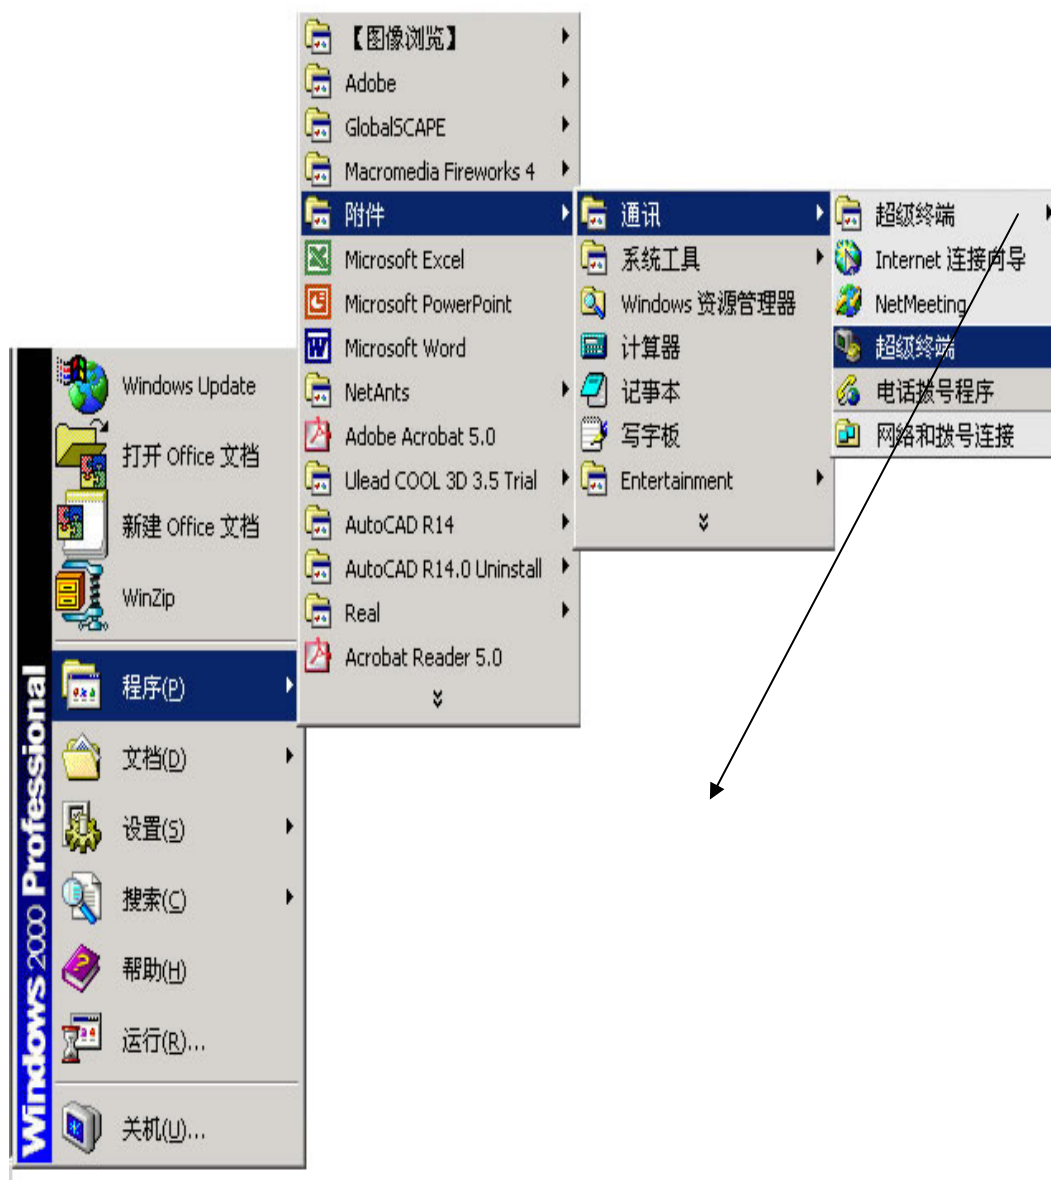 【图像浏览】
Adobe
GlobalSCAPE
Macromedia Fireworks 4
附件
Microsoft Excel
Microsoft PowerPoint
Microsoft Word
NetAnts
Adobe Acrobat 5.0
Ulead COOL 3D 3.5 Trial
AutoCAD R14
AutoCAD R14.0 Uninstall
Real
Acrobat Reader 5.0
通讯
系统工具
Windows 资源管理器
计算器
记事本
写字板
Entertainment
超级终端
Internet 连接向导
NetMeeting
超级终端
电话拨号程序
网络和拨号连接
Windows Update
打开 Office 文档
新建 Office 文档
WinZip
程序(P)
文档(D)
设置(S)
搜索(C)
帮助(H)
运行(R)...
关机(U)...
Windows 2000 Professional